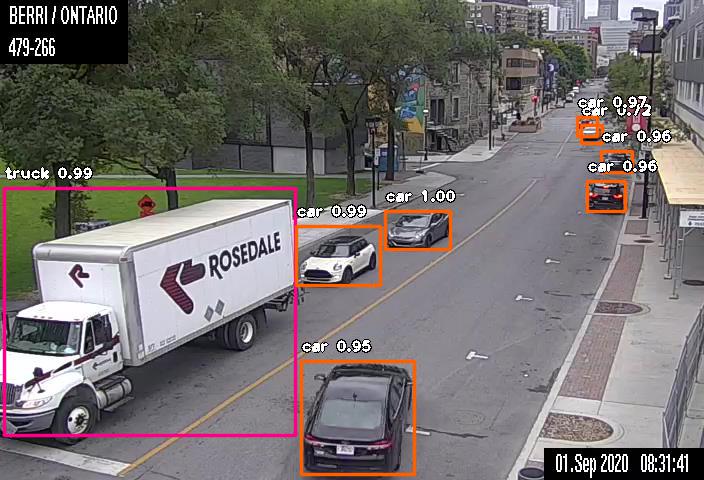 BERRI / ONTARIO
479-266
car 0.97
car 0.72
car 0.96
car 0.96
truck 0.99
car 1.00
car 0.99
ROSEDALE
car 0.95
01.Sep 2020 08:31:41